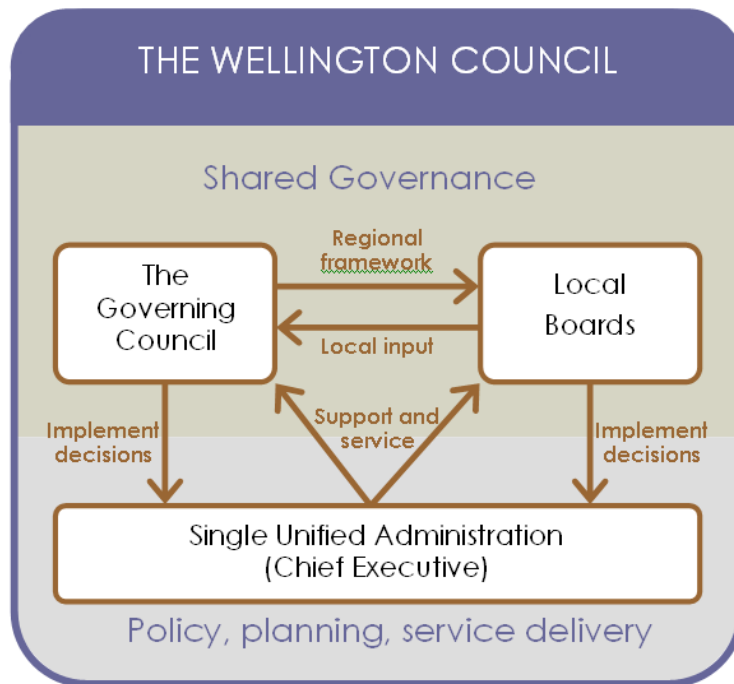 THE WELLINGTON COUNCIL
Shared Governance
Regional
framework
The
Governing
Council
Local
Boards
Local input
Support and
service
Implement
decisions
Implement
decisions
Single Unified Administration
(Chief Executive)
Policy, planning, service delivery